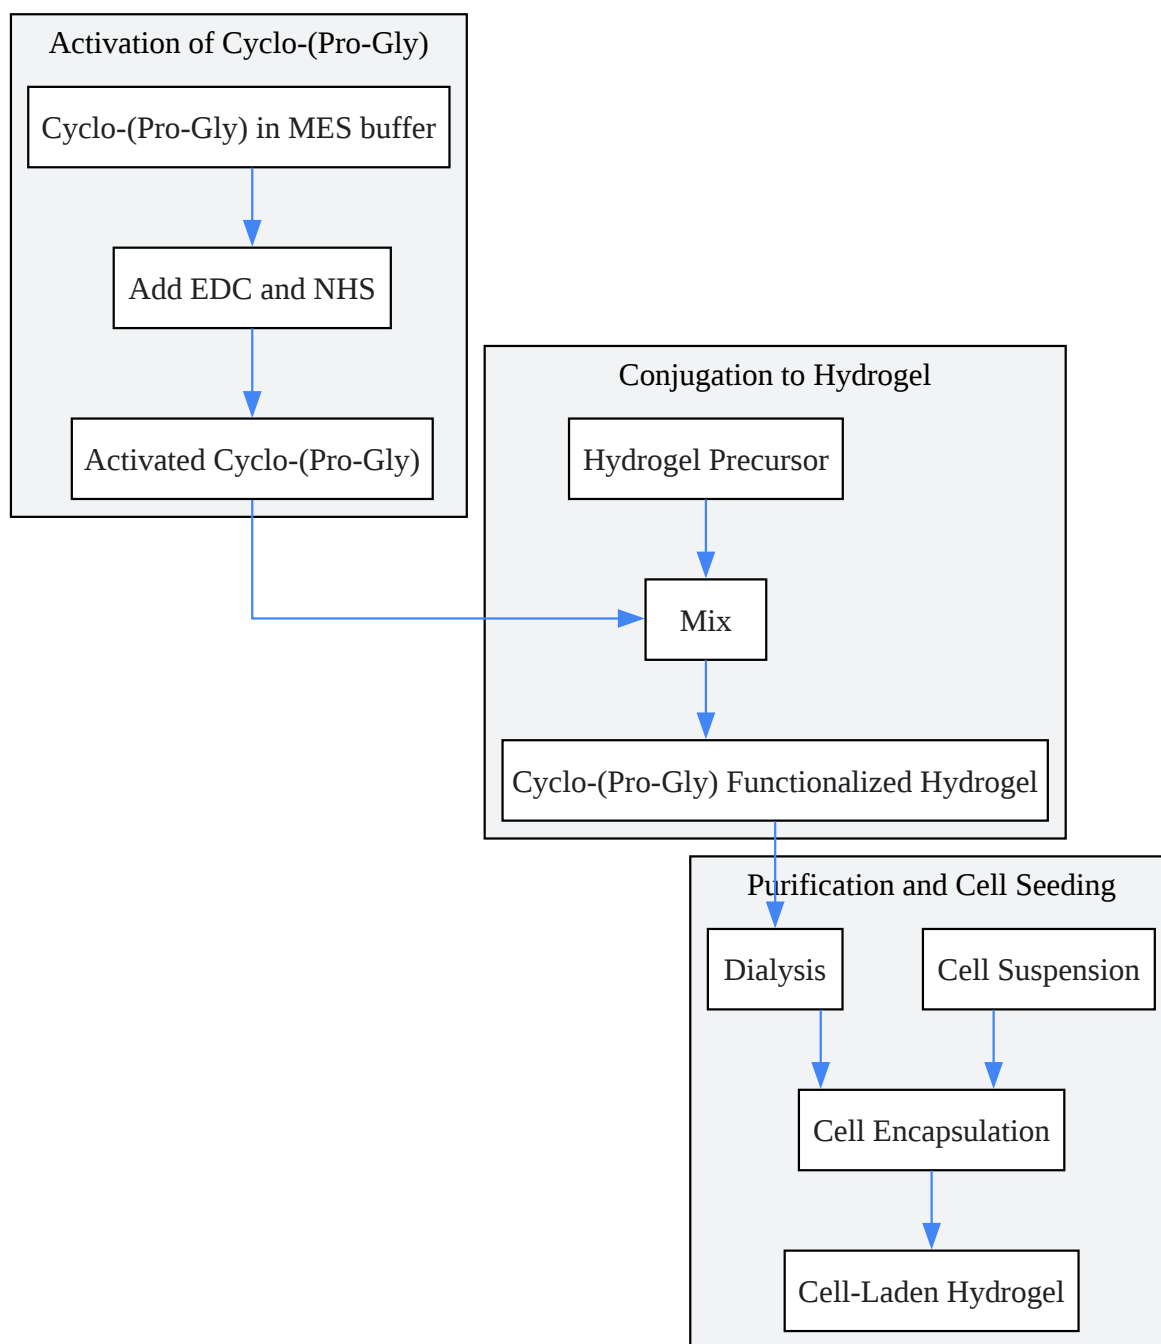 Activation of Cyclo-(Pro-Gly)
Cyclo-(Pro-Gly) in MES buffer
Add EDC and NHS
Activated Cyclo-(Pro-Gly)
Conjugation to Hydrogel
Hydrogel Precursor
Mix
Cyclo-(Pro-Gly) Functionalized Hydrogel
Purification and Cell Seeding
Dialysis
Cell Suspension
Cell Encapsulation
Cell-Laden Hydrogel